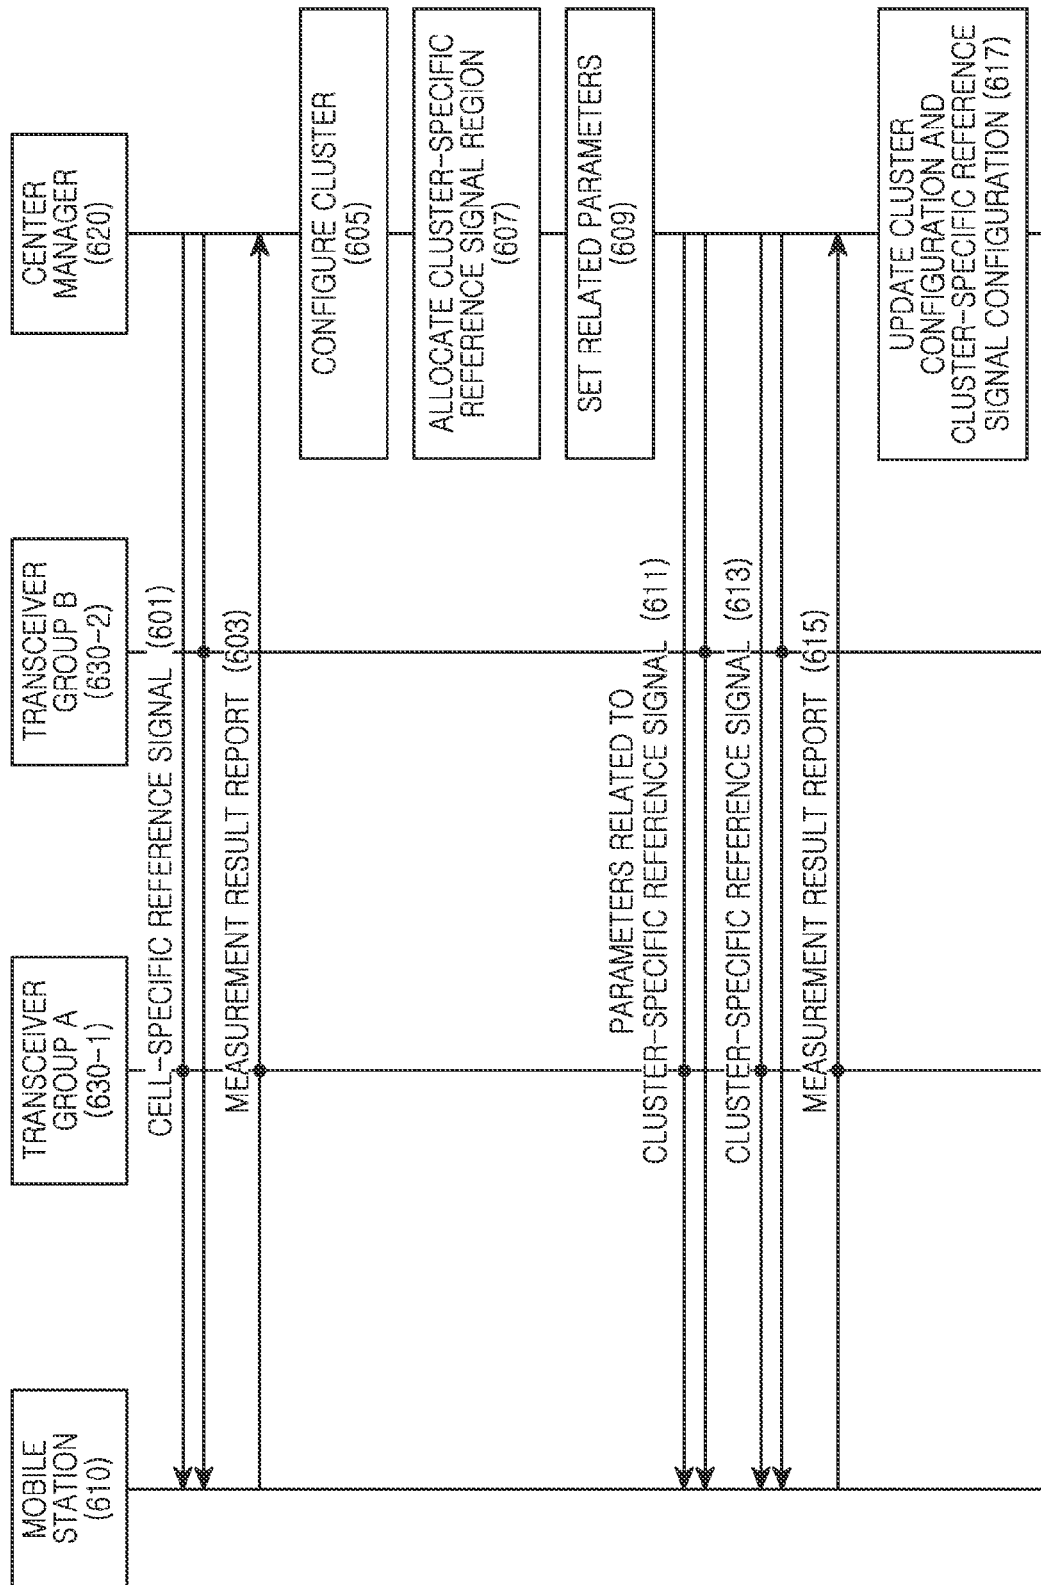 MOBILE
STATION
(610)
TRANSCEIVER
GROUP A
(630-1)
TRANSCEIVER
GROUP B
(630-2)
CENTER
MANAGER
(620)
CELL-SPECIFIC REFERENCE SIGNAL (601)
MEASUREMENT RESULT REPORT (603)
CONFIGURE CLUSTER
(605)
ALLOCATE CLUSTER-SPECIFIC
REFERENCE SIGNAL REGION
(607)
SET RELATED PARAMETERS
(609)
PARAMETERS RELATED TO
CLUSTER-SPECIFIC REFERENCE SIGNAL (611)
CLUSTER-SPECIFIC REFERENCE SIGNAL (613)
MEASUREMENT RESULT REPORT (615)
UPDATE CLUSTER
CONFIGURATION AND
CLUSTER-SPECIFIC REFERENCE
SIGNAL CONFIGURATION (617)